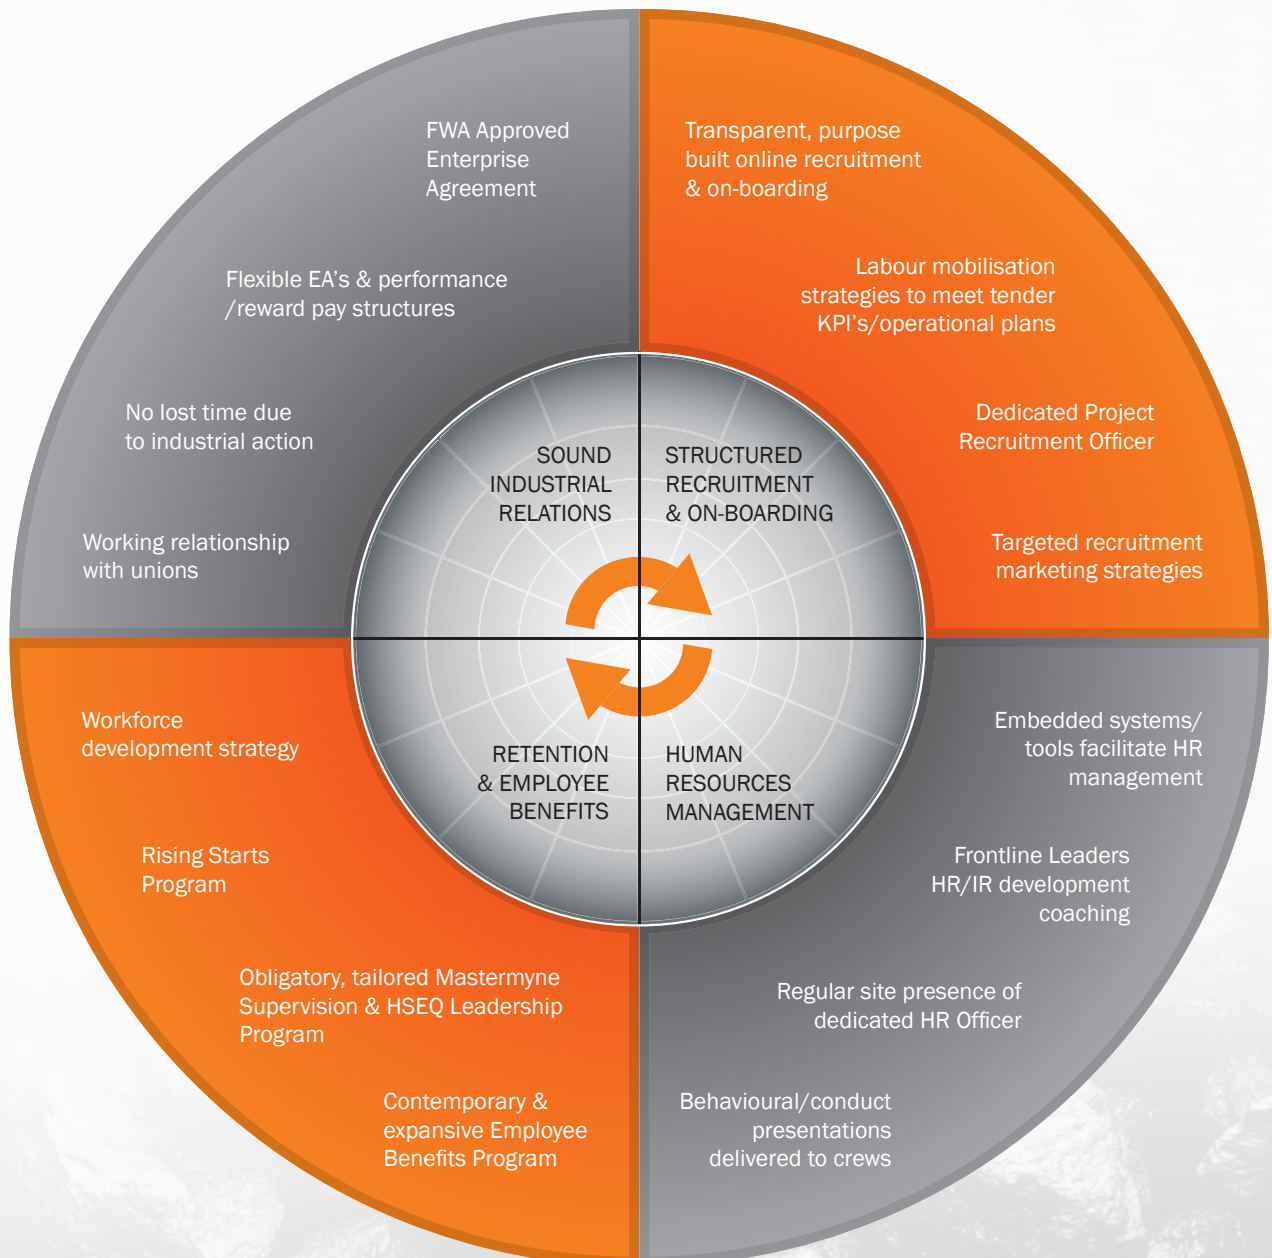 FWA Approved
Enterprise
Agreement
Flexible EA's & performance
/reward pay structures
No lost time due
to industrial action
Working relationship
with unions
Transparent, purpose
built online recruitment
& on-boarding
Labour mobilisation
strategies to meet tender
KPI's/operational plans
Dedicated Project
Recruitment Officer
Targeted recruitment
marketing strategies
SOUND
INDUSTRIAL
RELATIONS
STRUCTURED
RECRUITMENT
& ON-BOARDING
RETENTION
& EMPLOYEE
BENEFITS
HUMAN
RESOURCES
MANAGEMENT
Workforce
development strategy
Rising Starts
Program
Obligatory, tailored Mastermyne
Supervision & HSEQ Leadership
Program
Contemporary &
expansive Employee
Benefits Program
Embedded systems/
tools facilitate HR
management
Frontline Leaders
HR/IR development
coaching
Regular site presence of
dedicated HR Officer
Behavioural/conduct
presentations
delivered to crews